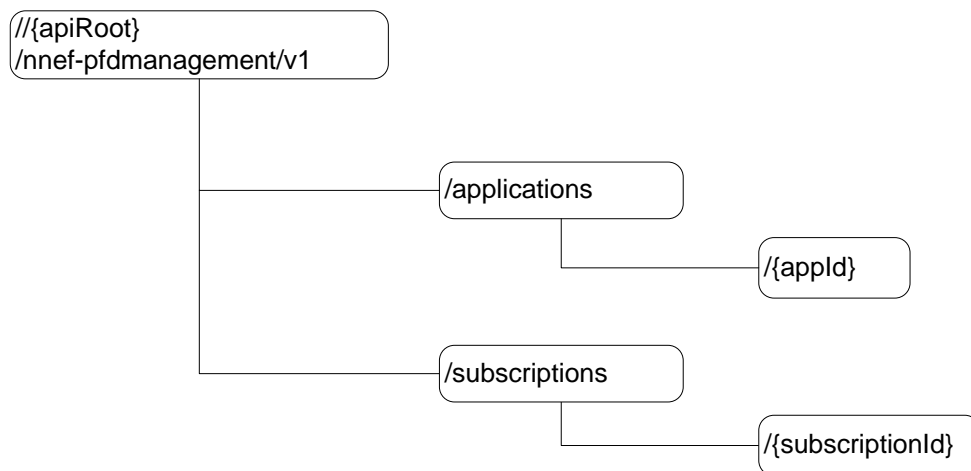 //{apiRoot}
/nnef-pfdmanagement/v1
/applications
/{appId}
/subscriptions
/{subscriptionId}